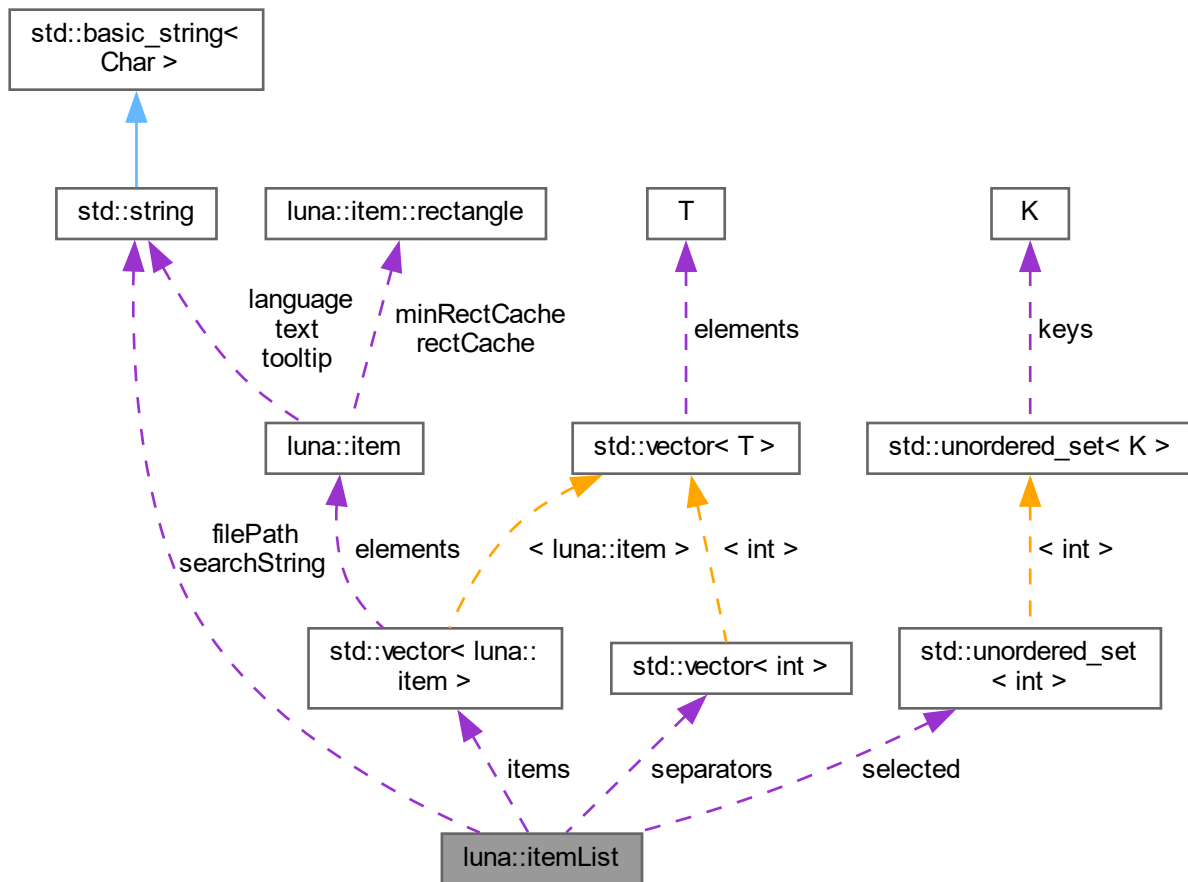 std::basic_string<
Char >
std::string
luna::item::rectangle
T
K
language
text
tooltip
minRectCache
rectCache
elements
keys
luna::item
std::vector< T >
std::unordered_set< K >
filePath
searchString
elements
< luna::item >
< int >
< int >
std::vector< luna::
item >
std::vector< int >
std::unordered_set
< int >
items
separators
selected
luna::itemList